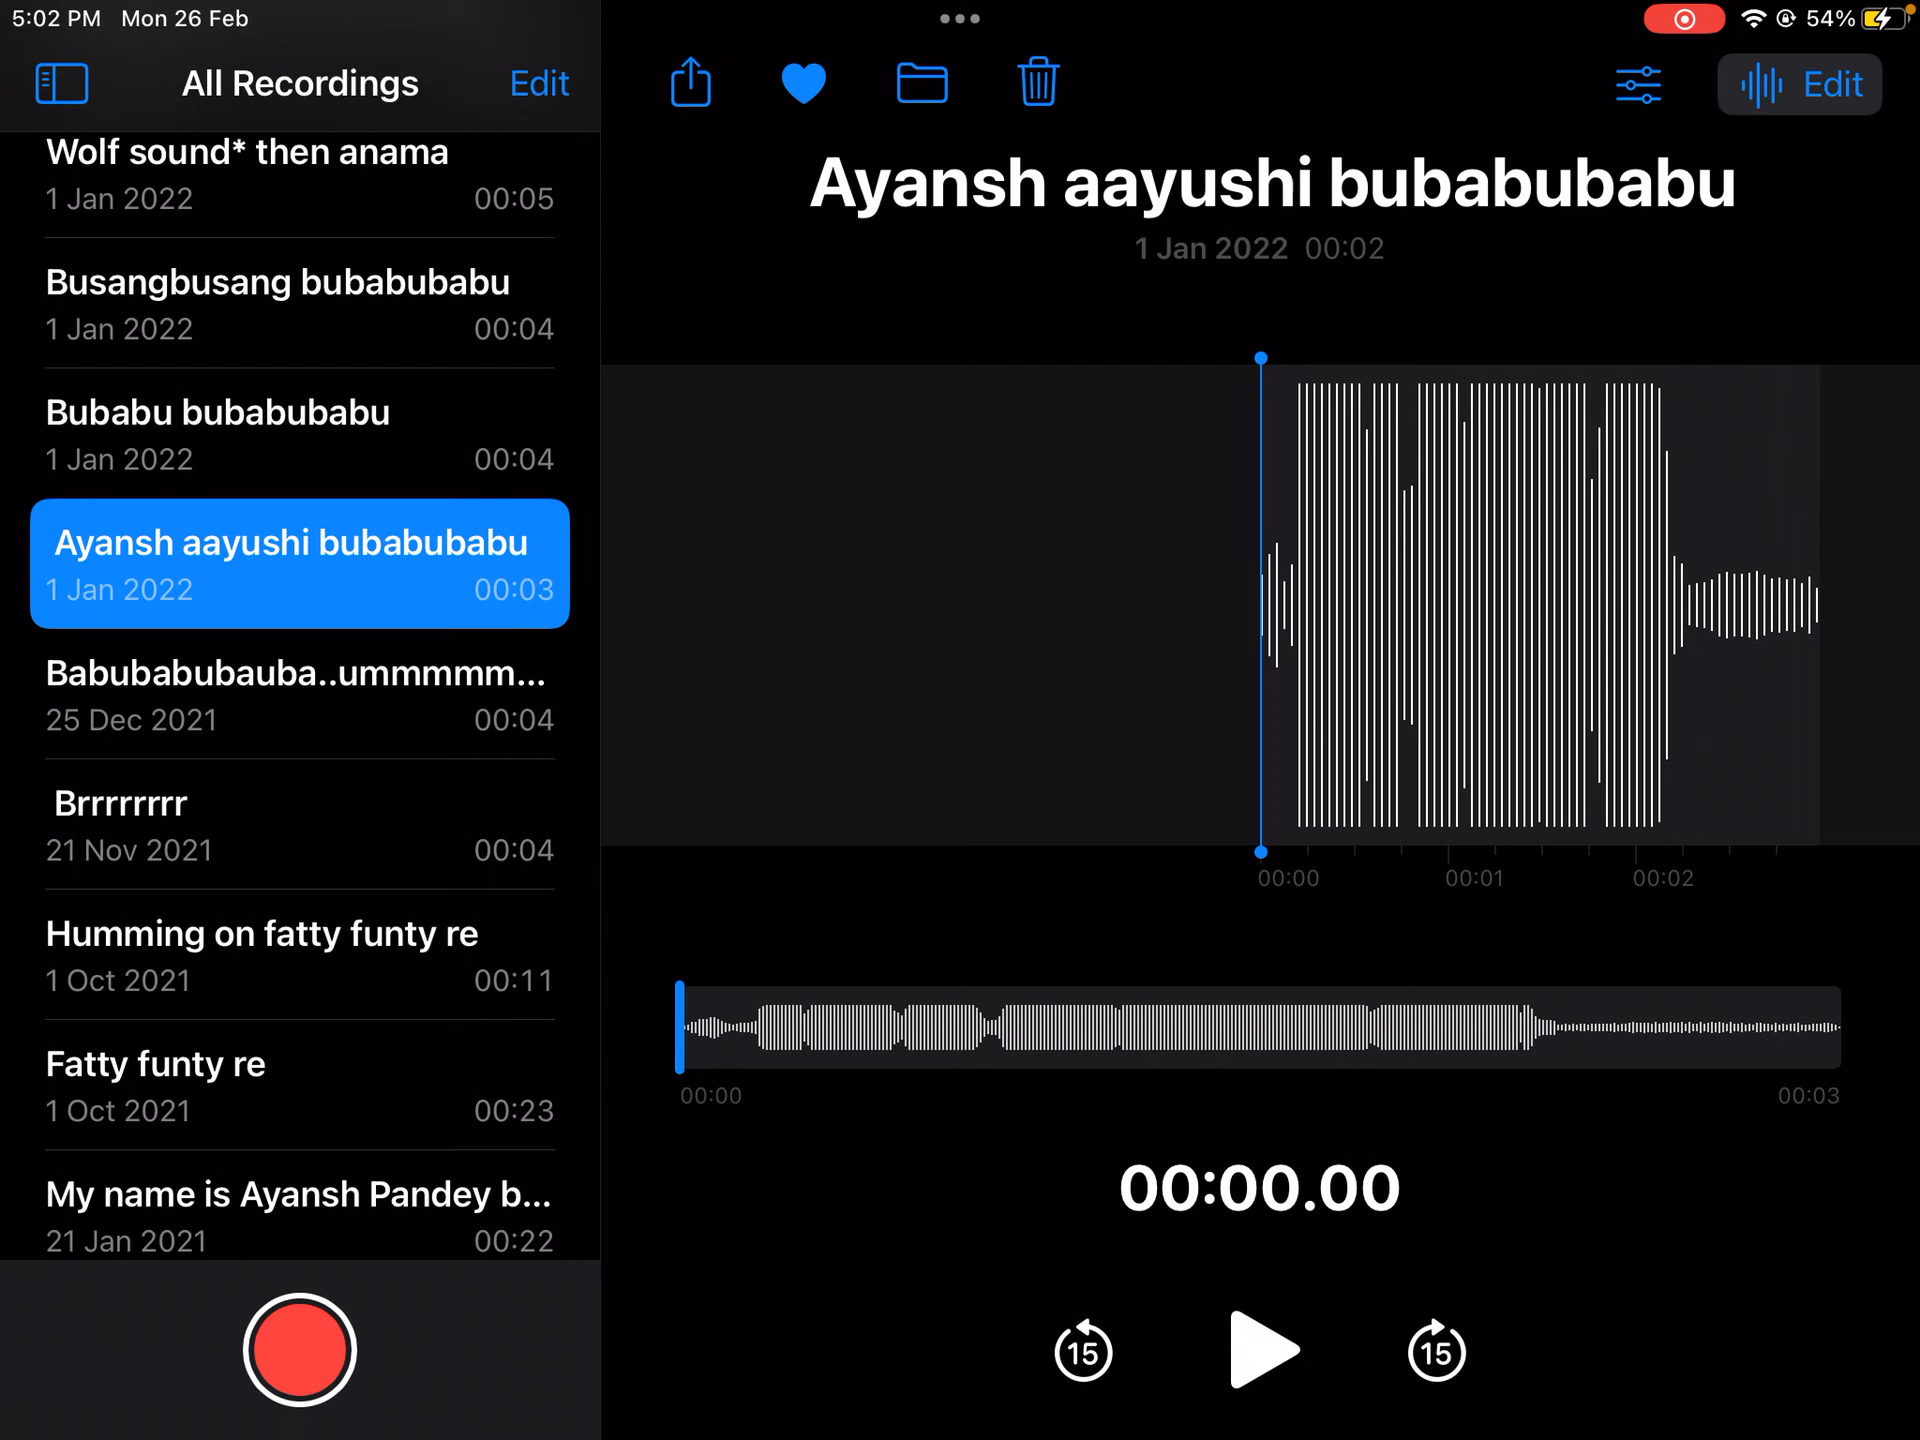 5:02 PM Mon 26 Feb
54%
All Recordings
Edit
Edit
Wolf sound* then anama
1 Jan 2022 00:05
Busangbusang bubabubabu
1 Jan 2022 00:04
Bubabu bubabubabu
1 Jan 2022 00:04
Ayansh aayushi bubabubabu
1 Jan 2022 00:03
Babubabubauba..ummmmm...
25 Dec 2021 00:04
Brrrrrrrr
21 Nov 2021 00:04
Humming on fatty funty re
1 Oct 2021 00:11
Fatty funty re
1 Oct 2021 00:23
My name is Ayansh Pandey b...
21 Jan 2021 00:22
Ayansh aayushi bubabubabu
1 Jan 2022 00:02
00:00 00:01 00:02
00:00 00:03
00:00.00
15 15